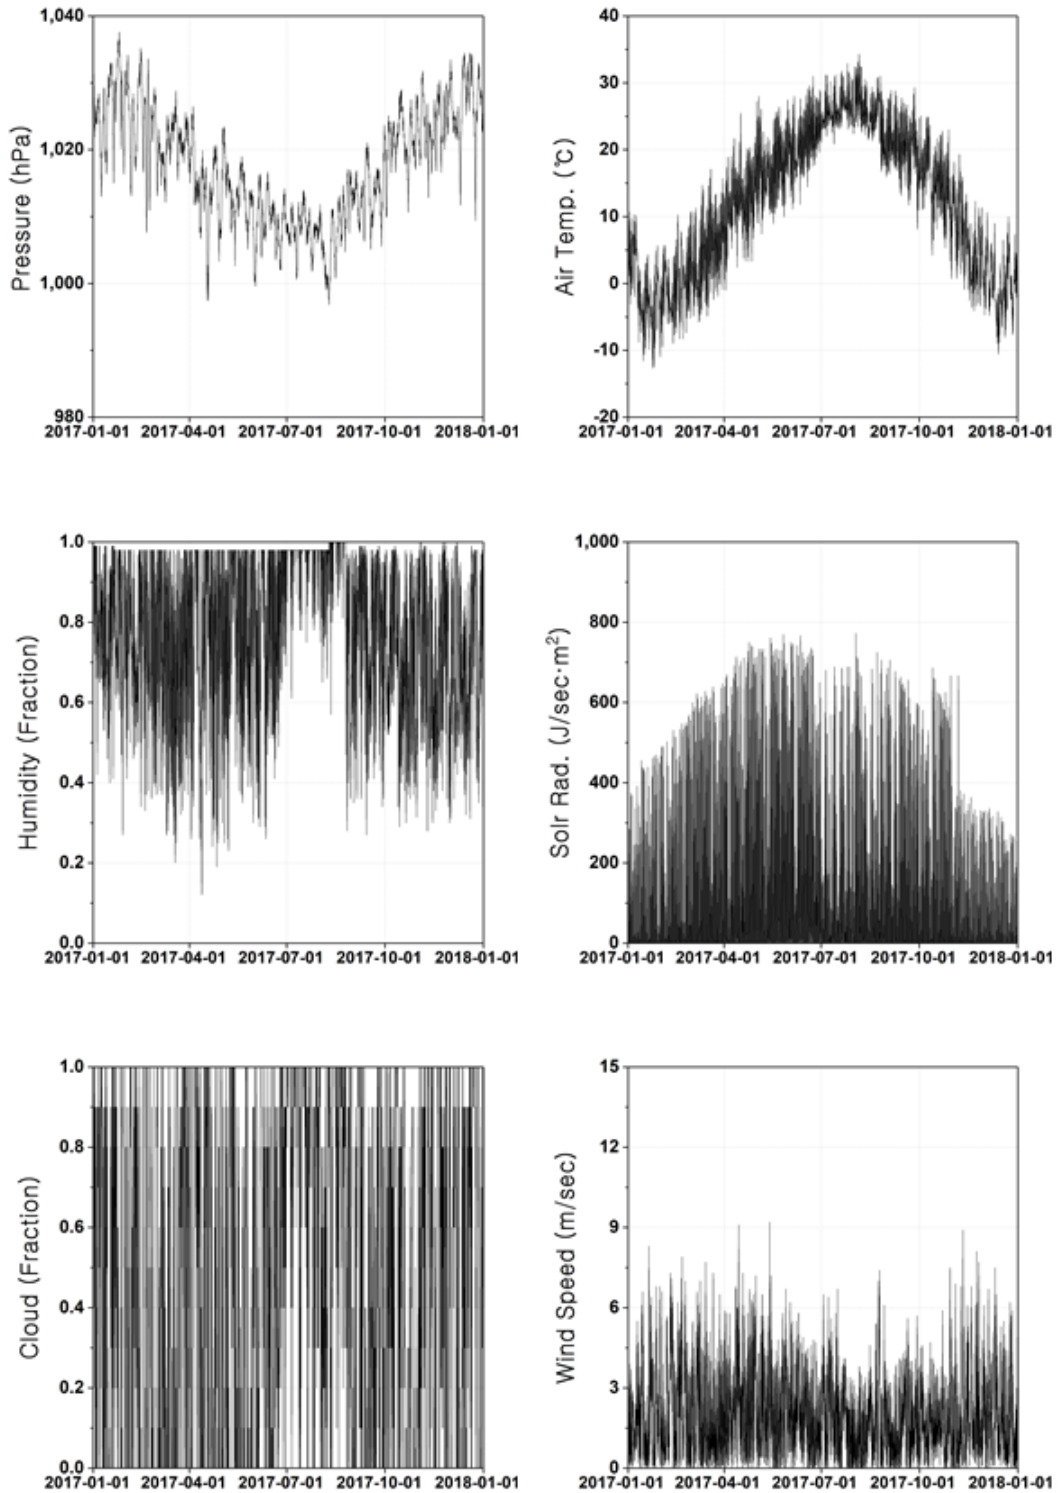 Pressure (hPa)
1,040
1,020
1,000
980
2017-01-01 2017-04-01 2017-07-01 2017-10-01 2018-01-01
Air Temp. (℃)
40
30
20
10
0
-10
-20
2017-01-01 2017-04-01 2017-07-01 2017-10-01 2018-01-01
Humidity (Fraction)
1.0
0.8
0.6
0.4
0.2
0.0
2017-01-01 2017-04-01 2017-07-01 2017-10-01 2018-01-01
Solr Rad. (J/sec·m²)
1,000
800
600
400
200
0
2017-01-01 2017-04-01 2017-07-01 2017-10-01 2018-01-01
Cloud (Fraction)
1.0
0.8
0.6
0.4
0.2
0.0
2017-01-01 2017-04-01 2017-07-01 2017-10-01 2018-01-01
Wind Speed (m/sec)
15
12
9
6
3
0
2017-01-01 2017-04-01 2017-07-01 2017-10-01 2018-01-01